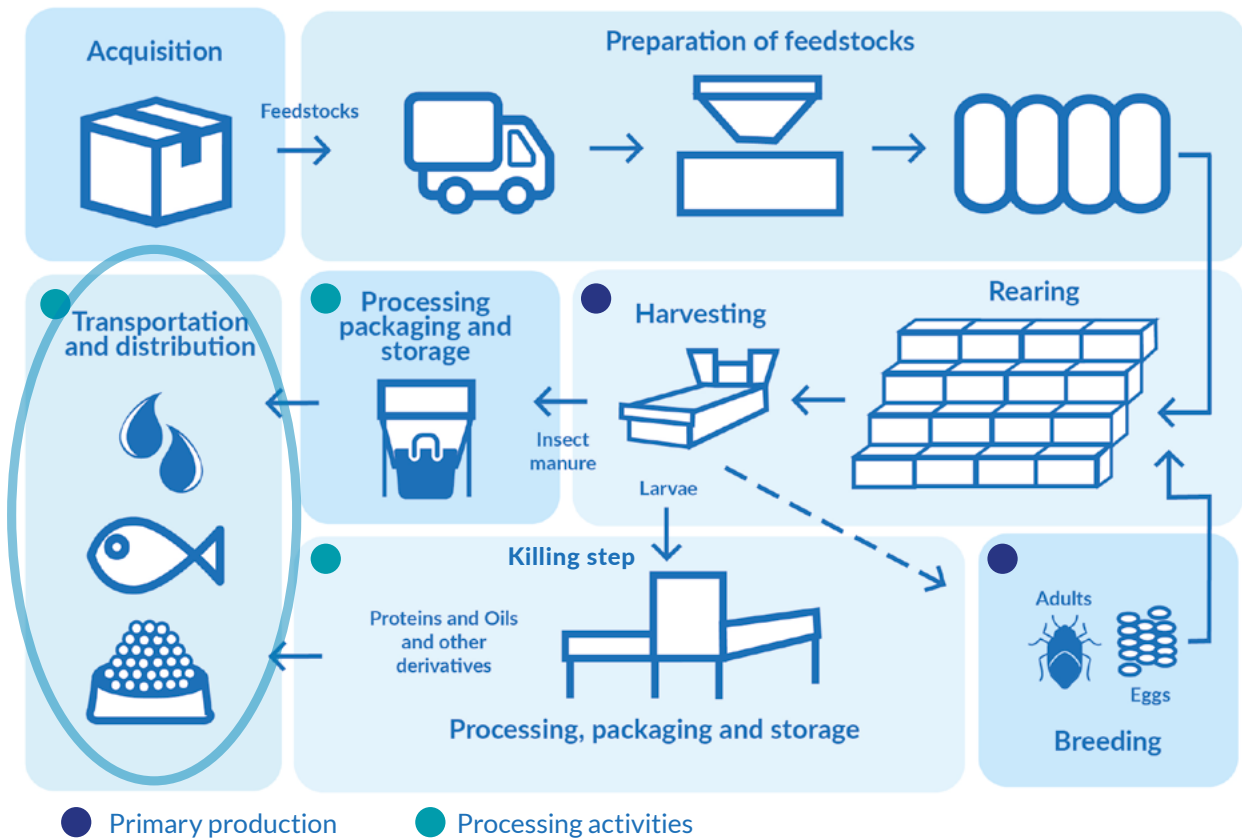 Acquisition
Preparation of feedstocks
Feedstocks
Transportation
and distribution
Processing
packaging and
storage
Harvesting
Rearing
Insect
manure
Larvae
Killing step
Proteins and Oils
and other
derivatives
Processing, packaging and storage
Adults
Eggs
Breeding
Primary production
Processing activities